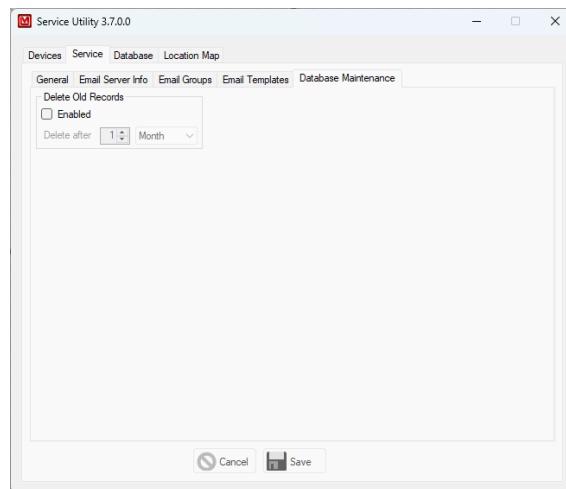 Service Utility 3.7.0.0
Devices Service Database Location Map
General Email Server Info Email Groups Email Templates Database Maintenance
Delete Old Records
Enabled
Delete after 1 Month
Cancel Save